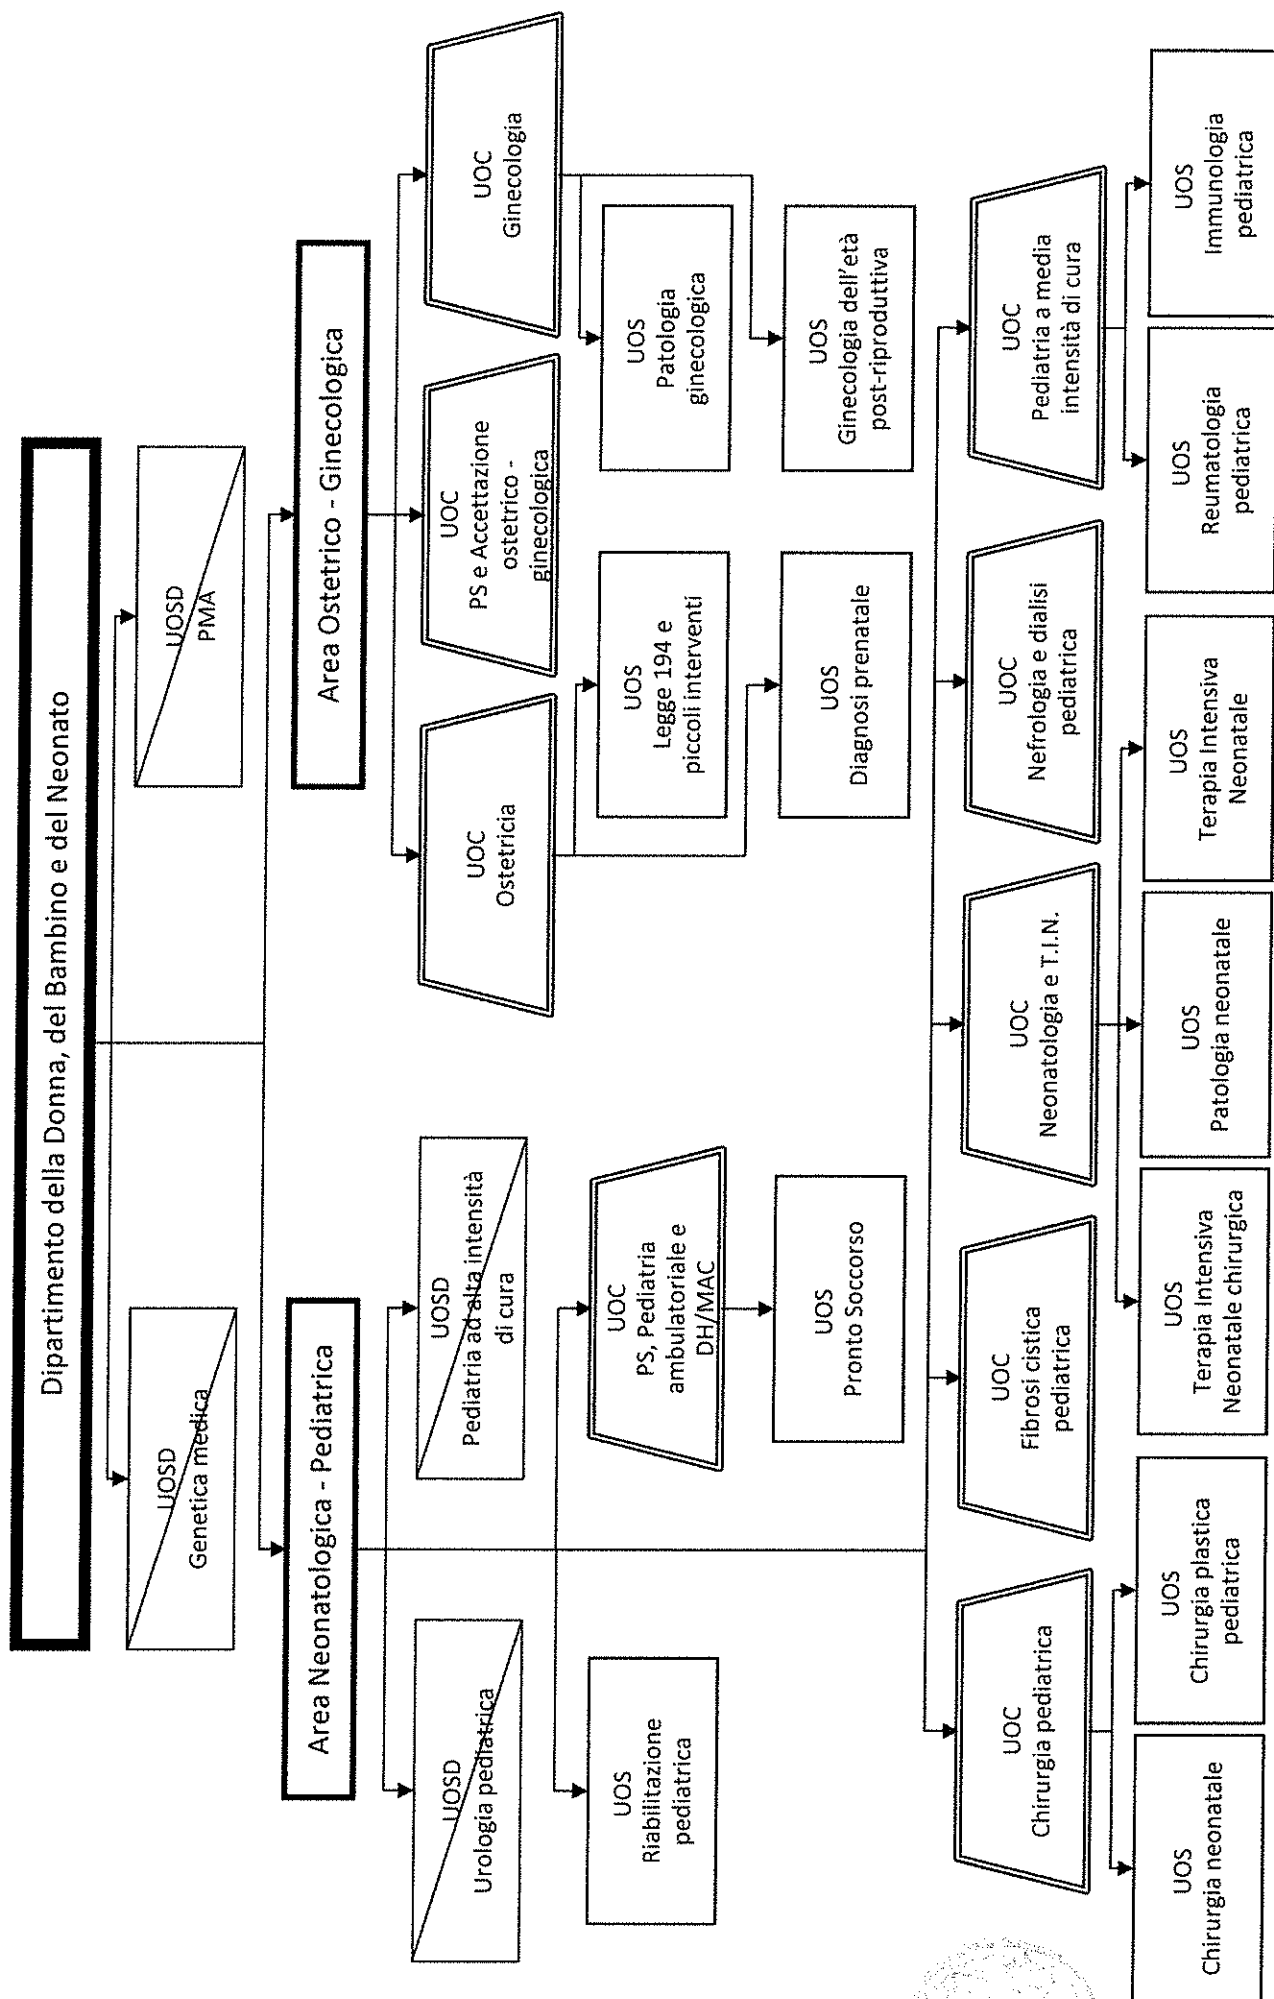 Dipartimento della Donna, del Bambino e del Neonato
UOSD
Genetica medica
UOSD
PMA
Area Neonatologica - Pediatrica
Area Ostetrico - Ginecologica
UOSD
Urologia pediatrica
UOSD
Pediatria ad alta intensità
di cura
UOC
Ostetricia
UOC
PS e Accettazione
ostetrico -
ginecologica
UOC
Ginecologia
UOS
Riabilitazione
pediatrica
UOC
PS, Pediatria
ambulatoriale e
DH/MAC
UOS
Legge 194 e
piccoli interventi
UOS
Patologia
ginecologica
UOS
Pronto Soccorso
UOS
Diagnosi prenatale
UOS
Ginecologia dell'età
post-riproduttiva
UOC
Chirurgia pediatrica
UOC
Fibrosi cistica
pediatrica
UOC
Neonatologia e T.I.N.
UOC
Nefrologia e dialisi
pediatrica
UOC
Pediatria a media
intensità di cura
UOS
Chirurgia neonatale
UOS
Chirurgia plastica
pediatrica
UOS
Terapia Intensiva
Neonatale chirurgica
UOS
Patologia neonatale
UOS
Terapia Intensiva
Neonatale
UOS
Reumatologia
pediatrica
UOS
Immunologia
pediatrica